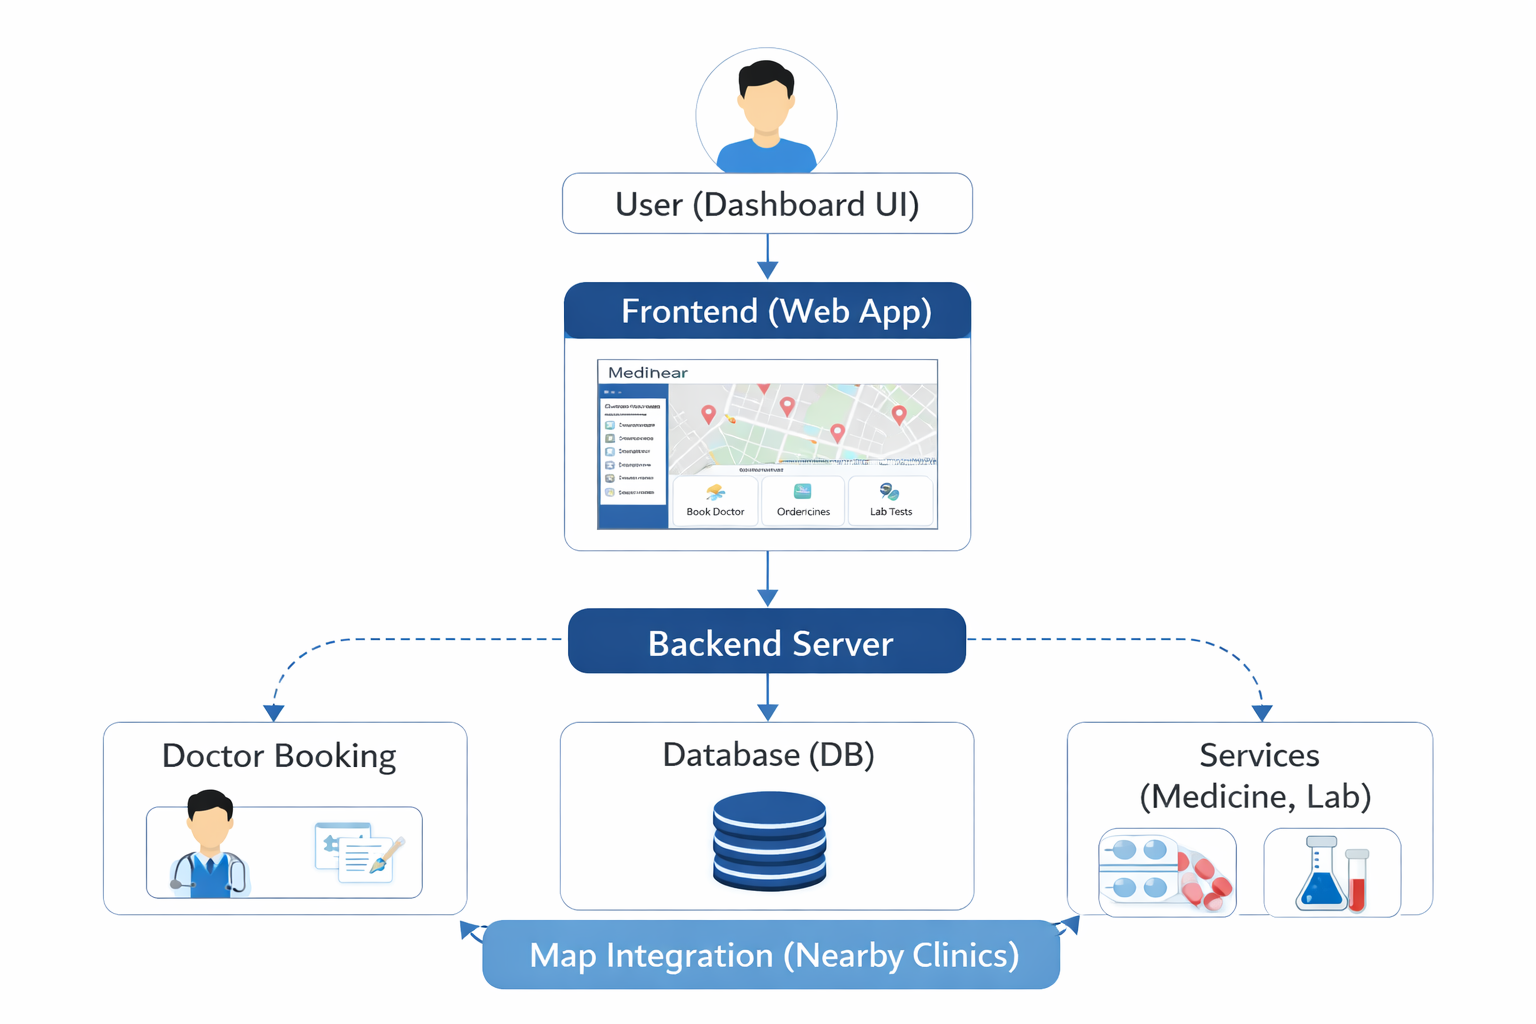 User (Dashboard UI)
Frontend (Web App)
Medinear
Book Doctor
Ordericines
Lab Tests
Backend Server
Doctor Booking
Database (DB)
Services
(Medicine, Lab)
Map Integration (Nearby Clinics)